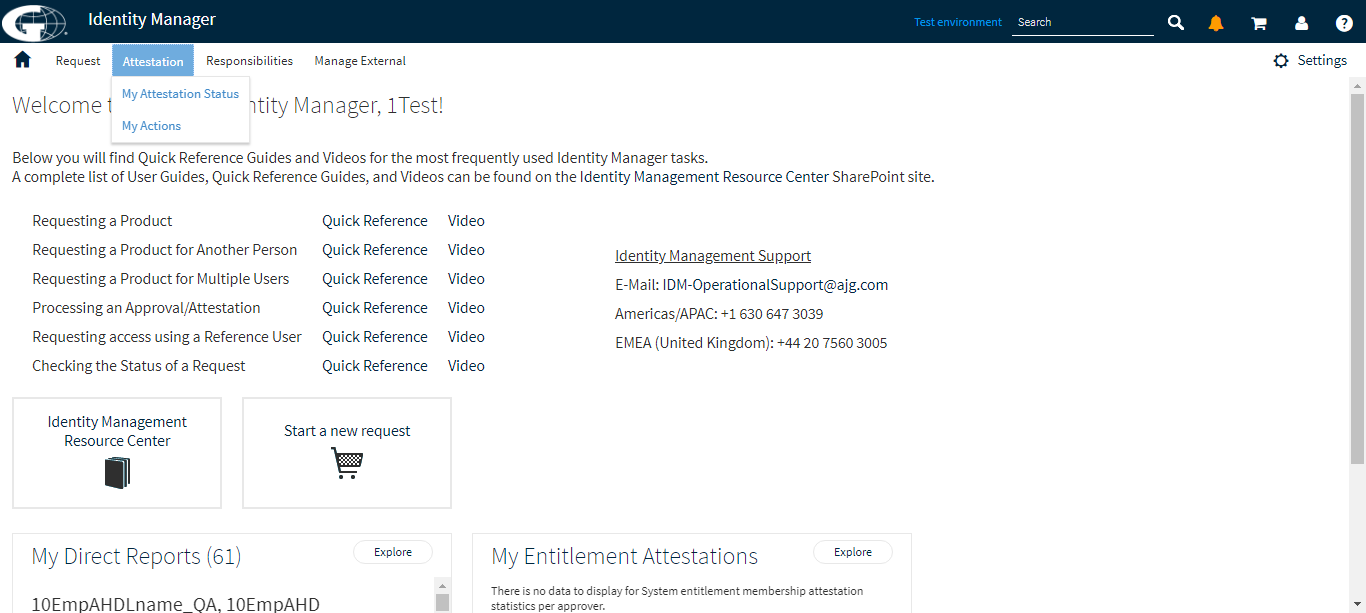 Identity Manager
Test environment
Search
Request
Attestation
Responsibilities
Manage External
Settings
My Attestation Status
My Actions
Welcome t ntity Manager, 1Test!
Below you will find Quick Reference Guides and Videos for the most frequently used Identity Manager tasks.
A complete list of User Guides, Quick Reference Guides, and Videos can be found on the Identity Management Resource Center SharePoint site.
Requesting a Product Quick Reference Video
Requesting a Product for Another Person Quick Reference Video
Requesting a Product for Multiple Users Quick Reference Video
Processing an Approval/Attestation Quick Reference Video
Requesting access using a Reference User Quick Reference Video
Checking the Status of a Request Quick Reference Video
Identity Management Support
E-Mail: IDM-OperationalSupport@ajg.com
Americas/APAC: +1 630 647 3039
EMEA (United Kingdom): +44 20 7560 3005
Identity Management
Resource Center
Start a new request
My Direct Reports (61)
Explore
10EmpAHDLname_QA, 10EmpAHD
My Entitlement Attestations
Explore
There is no data to display for System entitlement membership attestation
statistics per approver.